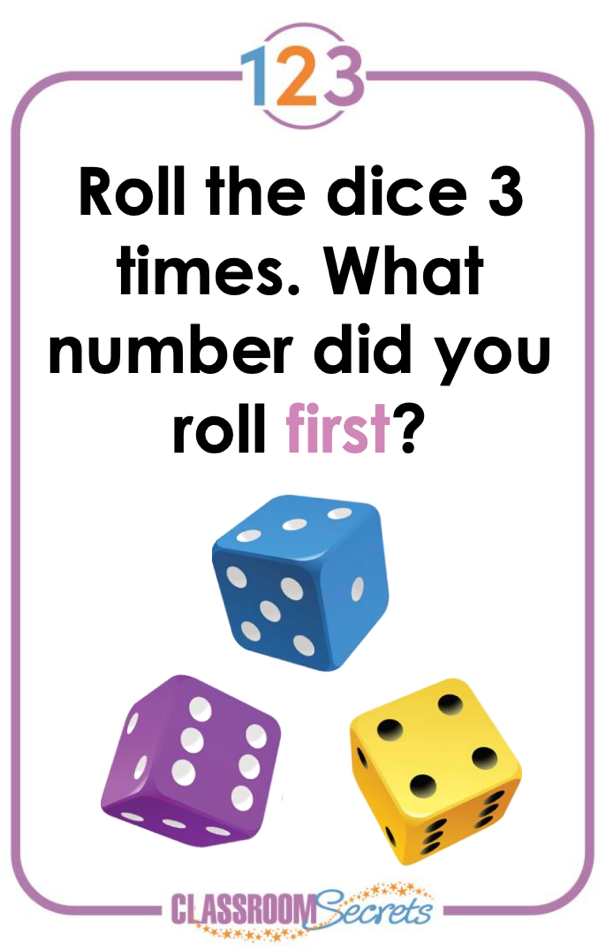 123
Roll the dice 3
times. What
number did you
roll first?
CLASSROOM Secrets